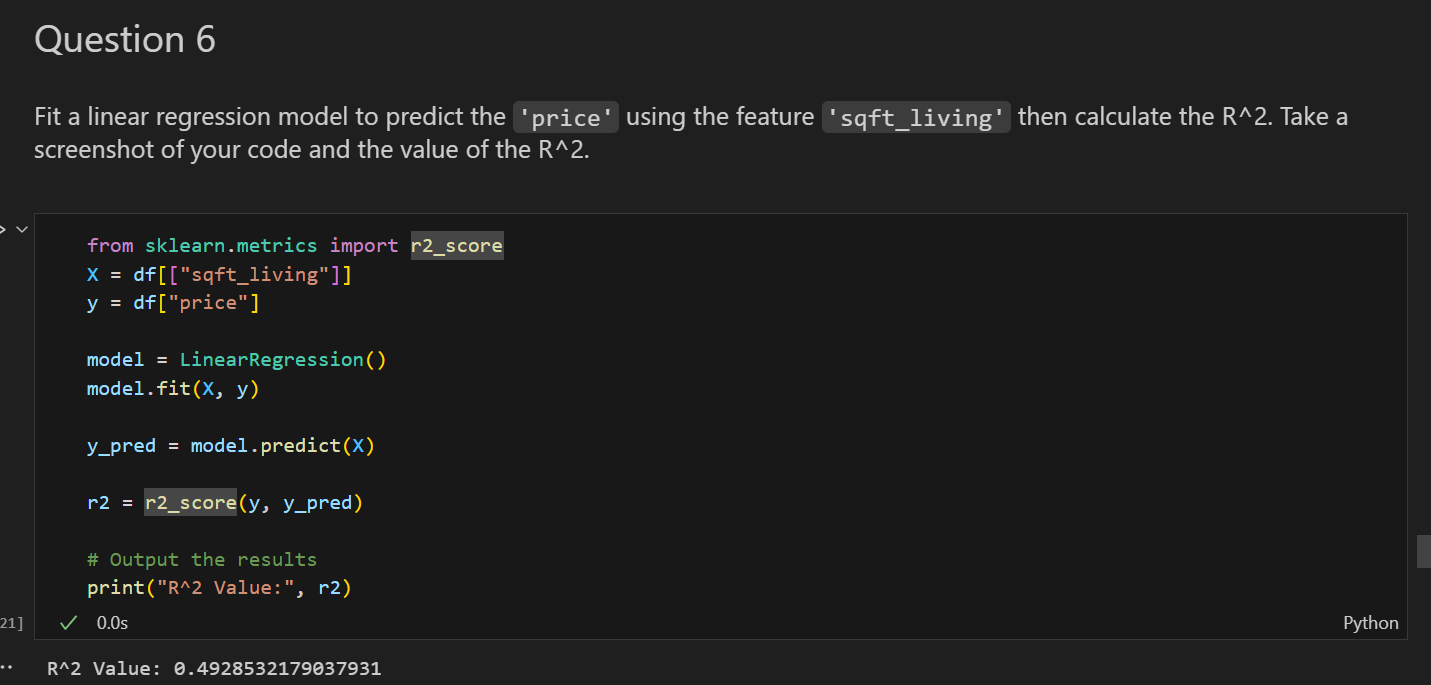 Question 6
Fit a linear regression model to predict the 'price' using the feature 'sqft_living' then calculate the R^2. Take a
screenshot of your code and the value of the R^2.
from sklearn.metrics import r2_score
X = df[["sqft_living"]]
y = df["price"]
model = LinearRegression()
model.fit(X, y)
y_pred = model.predict(X)
r2 = r2_score(y, y_pred)
# Output the results
print("R^2 Value:", r2)
21]
0.0s
Python
R^2 Value: 0.4928532179037931